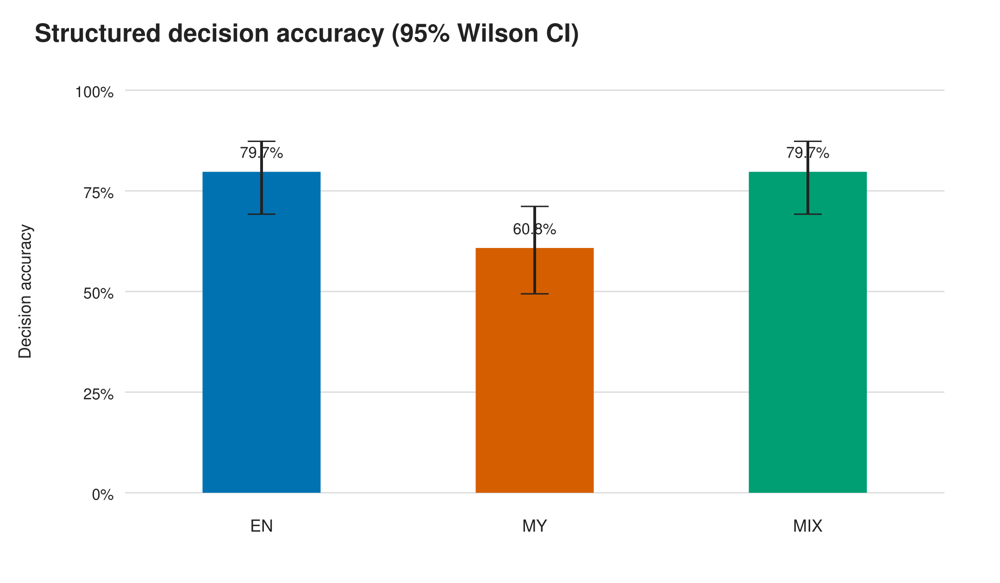 Structured decision accuracy (95% Wilson CI)
100%
75%
50%
25%
0%
Decision accuracy
79.7%
60.8%
79.7%
EN
MY
MIX